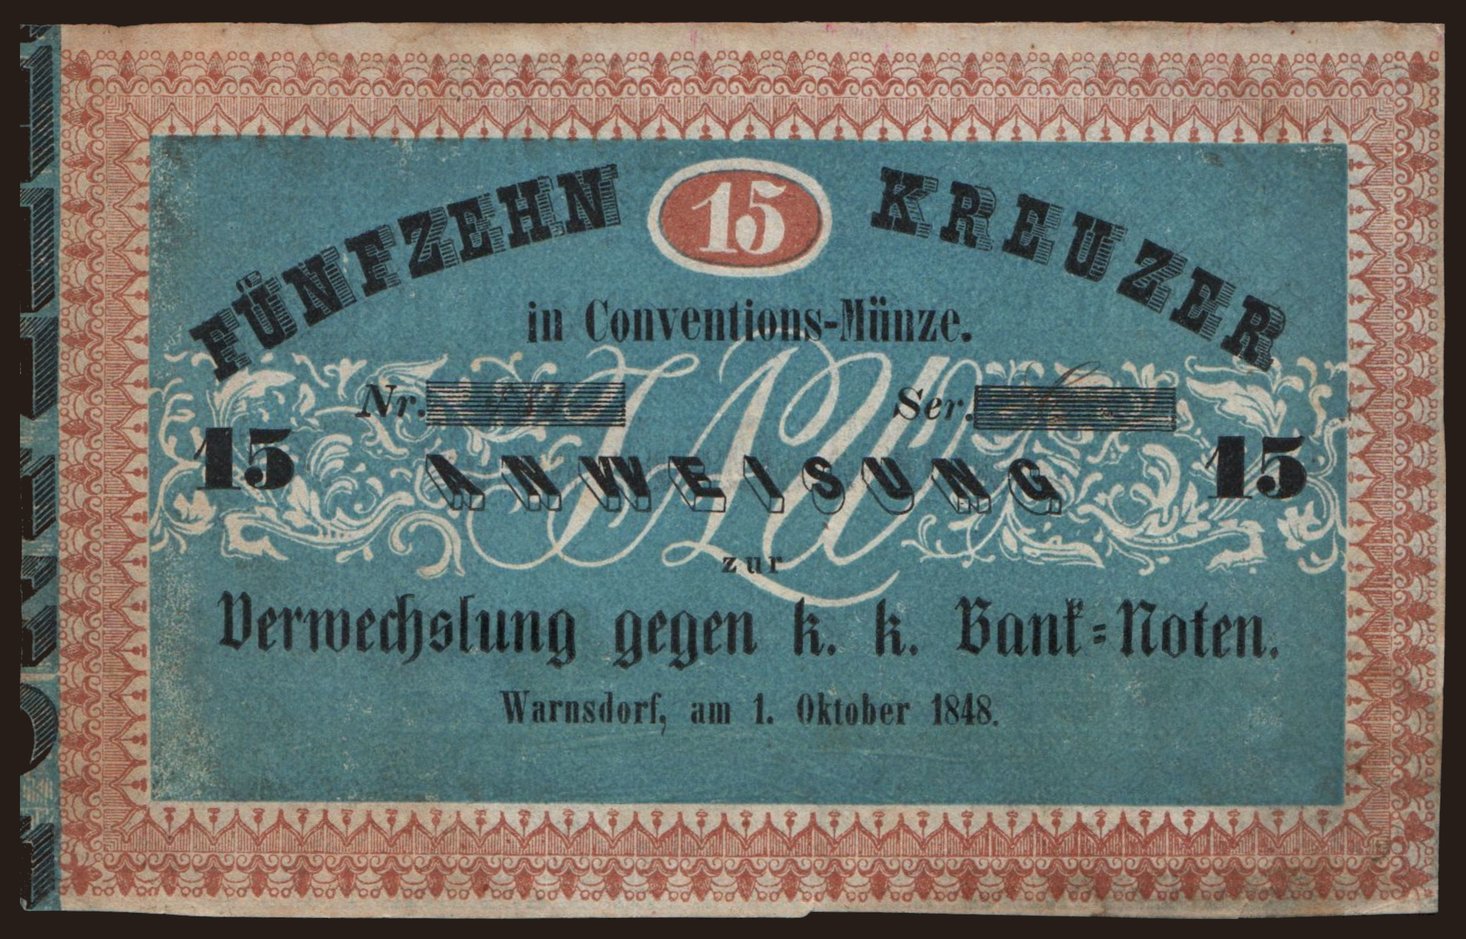 FÜNFZEHN 15 KREUZER
in Conventions-Münze.
Nr. Ser.
15 ANWEISUNG 15
zur
Verwechslung gegen k. k. Bank-Noten.
Warnsdorf, am 1. Oktober 1848.